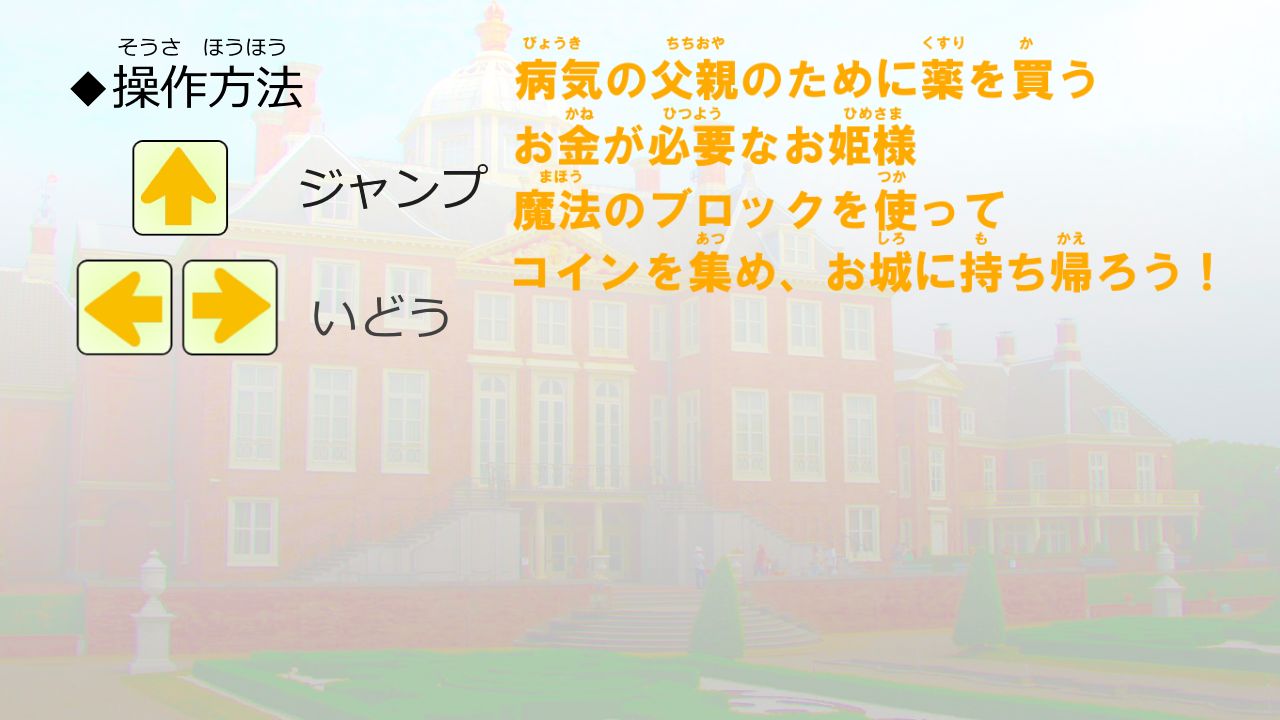 そうさ ほうほう
◆操作方法
ジャンプ
いどう
びょうき ちちおや くすり か
病気の父親のために薬を買う
かね ひつよう ひめさま
お金が必要なお姫様
まほう つか
魔法のブロックを使って
あつ しろ も かえ
コインを集め、お城に持ち帰ろう！